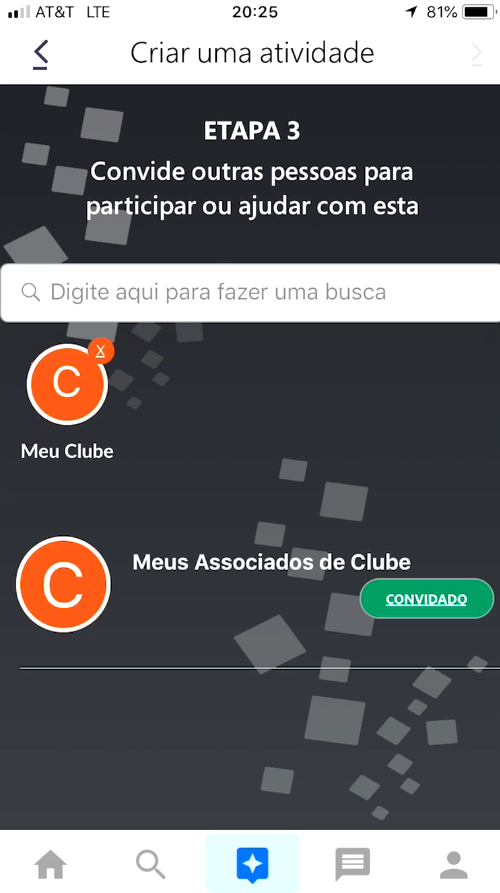 AT&T LTE 20:25 81%
Criar uma atividade
ETAPA 3
Convide outras pessoas para
participar ou ajudar com esta
Digite aqui para fazer uma busca
X
C
Meu Clube
C
Meus Associados de Clube
CONVIDADO